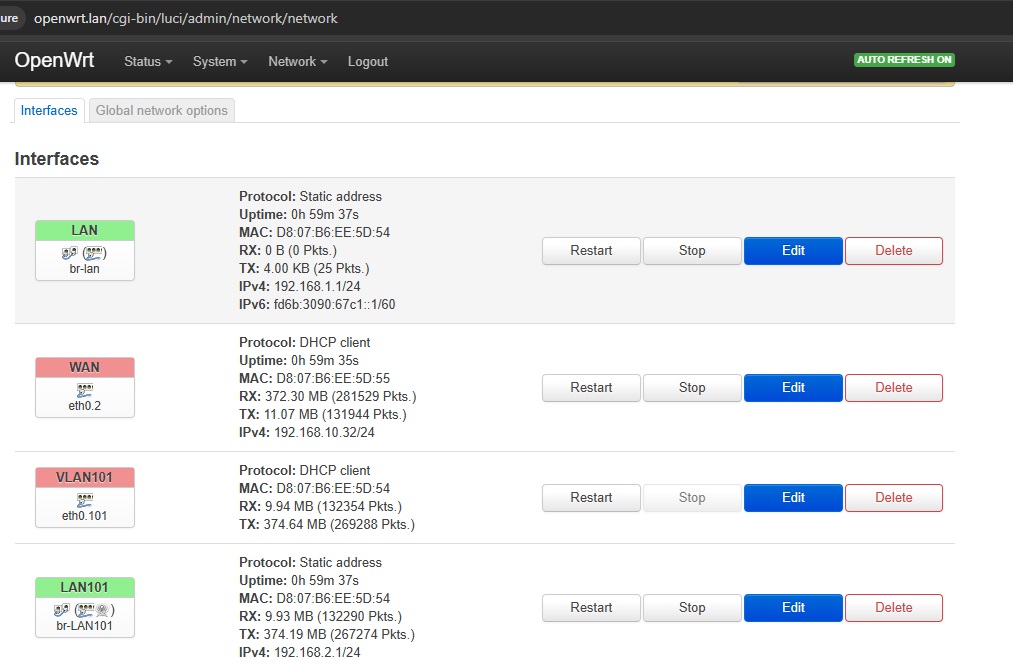 ure openwrt.lan/cgi-bin/luci/admin/network/network
OpenWrt Status System Network Logout AUTO REFRESH ON
Interfaces Global network options
Interfaces
LAN
br-lan
Protocol: Static address
Uptime: 0h 59m 37s
MAC: D8:07:B6:EE:5D:54
RX: 0 B (0 Pkts.)
TX: 4.00 KB (25 Pkts.)
IPv4: 192.168.1.1/24
IPv6: fd6b:3090:67c1::1/60
Restart Stop Edit Delete
WAN
eth0.2
Protocol: DHCP client
Uptime: 0h 59m 35s
MAC: D8:07:B6:EE:5D:55
RX: 372.30 MB (281529 Pkts.)
TX: 11.07 MB (131944 Pkts.)
IPv4: 192.168.10.32/24
Restart Stop Edit Delete
VLAN101
eth0.101
Protocol: DHCP client
MAC: D8:07:B6:EE:5D:54
RX: 9.94 MB (132354 Pkts.)
TX: 374.64 MB (269288 Pkts.)
Restart Stop Edit Delete
LAN101
br-LAN101
Protocol: Static address
Uptime: 0h 59m 37s
MAC: D8:07:B6:EE:5D:54
RX: 9.93 MB (132290 Pkts.)
TX: 374.19 MB (267274 Pkts.)
IPv4: 192.168.2.1/24
Restart Stop Edit Delete